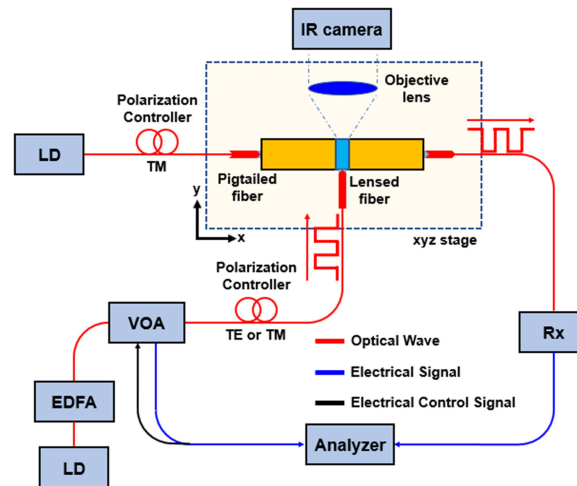 IR camera
Objective
lens
Polarization
Controller
LD
TM
Pigtailed
fiber
Lensed
fiber
y
x
xyz stage
Polarization
Controller
VOA
TE or TM
Rx
Optical Wave
EDFA
Electrical Signal
Electrical Control Signal
Analyzer
LD